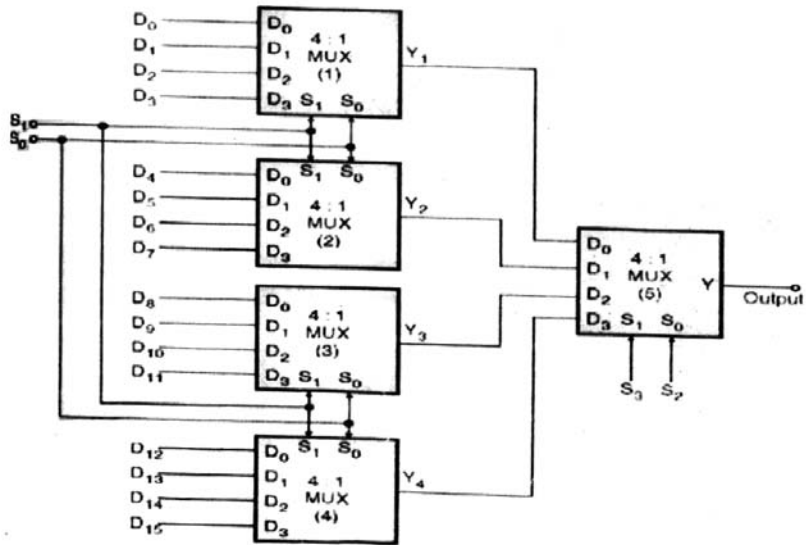 D₀ D₀ 4 : 1
D₁ D₁ MUX Y₁
D₂ D₂ (1)
D₃ D₃ S₁ S₀
S₁
S₀
S₁ S₀
D₄ D₀ 4 : 1
D₅ D₁ MUX Y₂
D₆ D₂ (2)
D₇ D₃
D₈ D₀ 4 : 1
D₉ D₁ MUX Y₃
D₁₀ D₂ (3)
D₁₁ D₃ S₁ S₀
S₁ S₀
D₁₂ D₀ 4 : 1
D₁₃ D₁ MUX Y₄
D₁₄ D₂ (4)
D₁₅ D₃
D₀ 4 : 1
D₁ MUX Y
D₂ (5) Output
D₃ S₁ S₀
S₃ S₂